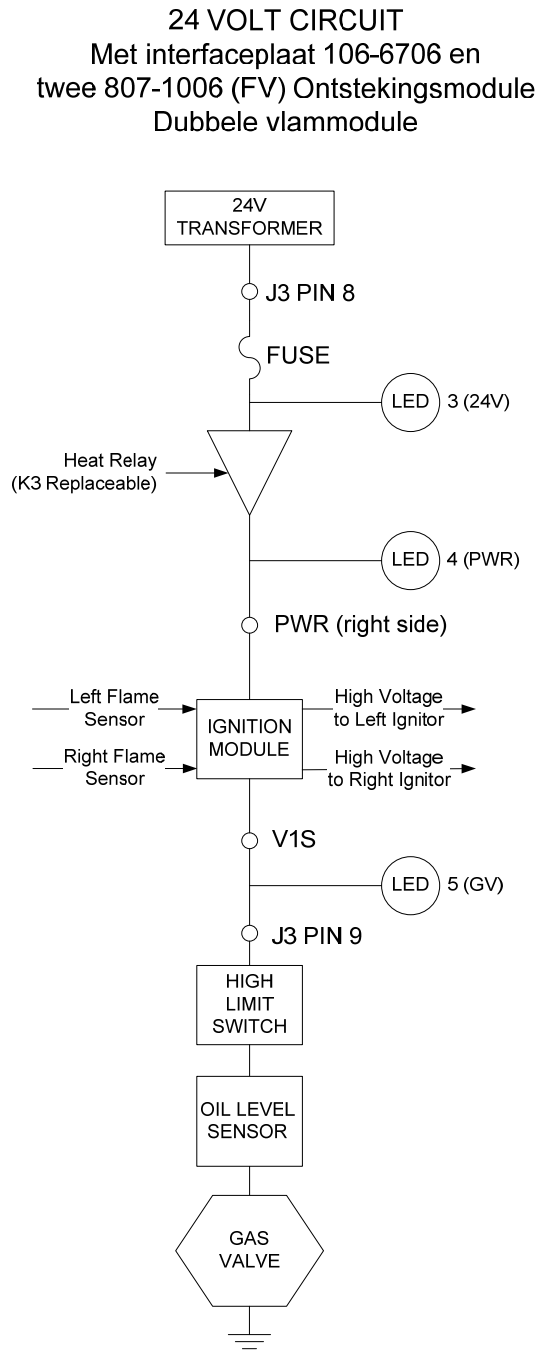 24 VOLT CIRCUIT
Met interfaceplaat 106-6706 en
twee 807-1006 (FV) Ontstekingsmodule
Dubbele vlammodule
24V
TRANSFORMER
J3 PIN 8
FUSE
LED 3 (24V)
Heat Relay
(K3 Replaceable)
LED 4 (PWR)
PWR (right side)
Left Flame
Sensor
Right Flame
Sensor
IGNITION
MODULE
High Voltage
to Left Ignitor
High Voltage
to Right Ignitor
V1S
LED 5 (GV)
J3 PIN 9
HIGH
LIMIT
SWITCH
OIL LEVEL
SENSOR
GAS
VALVE